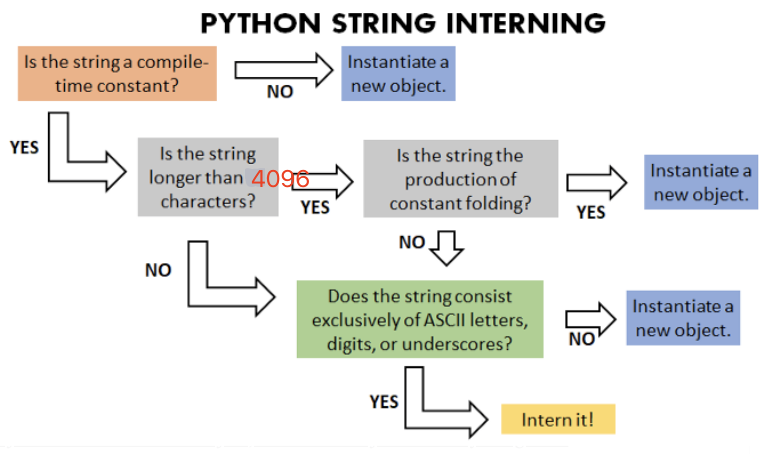 PYTHON STRING INTERNING
Is the string a compile-
time constant?
NO
Instantiate a
new object.
YES
Is the string
longer than 4096
characters?
YES
Is the string the
production of
constant folding?
YES
Instantiate a
new object.
NO
NO
Does the string consist
exclusively of ASCII letters,
digits, or underscores?
NO
Instantiate a
new object.
YES
Intern it!